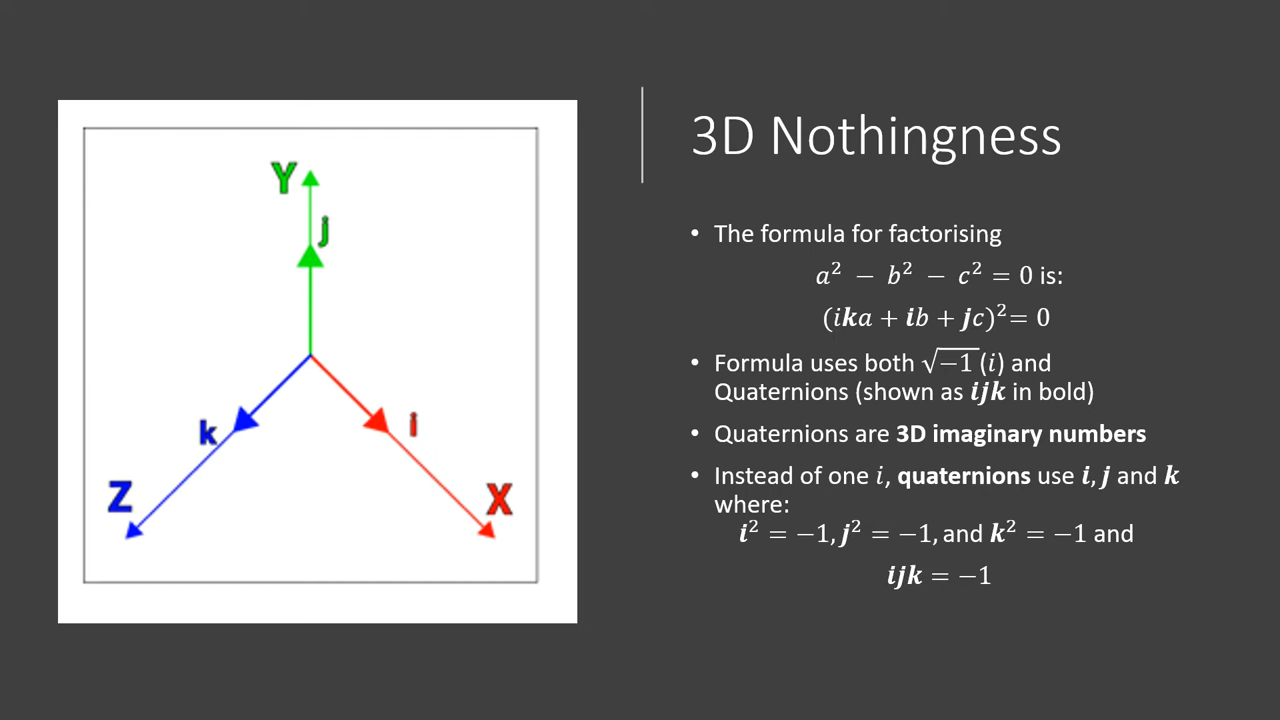 3D Nothingness
Y
j
k
i
Z
X
• The formula for factorising
a² − b² − c² = 0 is:
(i𝒌a + 𝒊b + 𝒋c)² = 0
• Formula uses both √−1 (i) and
Quaternions (shown as 𝒊𝒋𝒌 in bold)
• Quaternions are 3D imaginary numbers
• Instead of one i, quaternions use 𝒊, 𝒋 and 𝒌
where:
𝒊² = −1, 𝒋² = −1, and 𝒌² = −1 and
𝒊𝒋𝒌 = −1